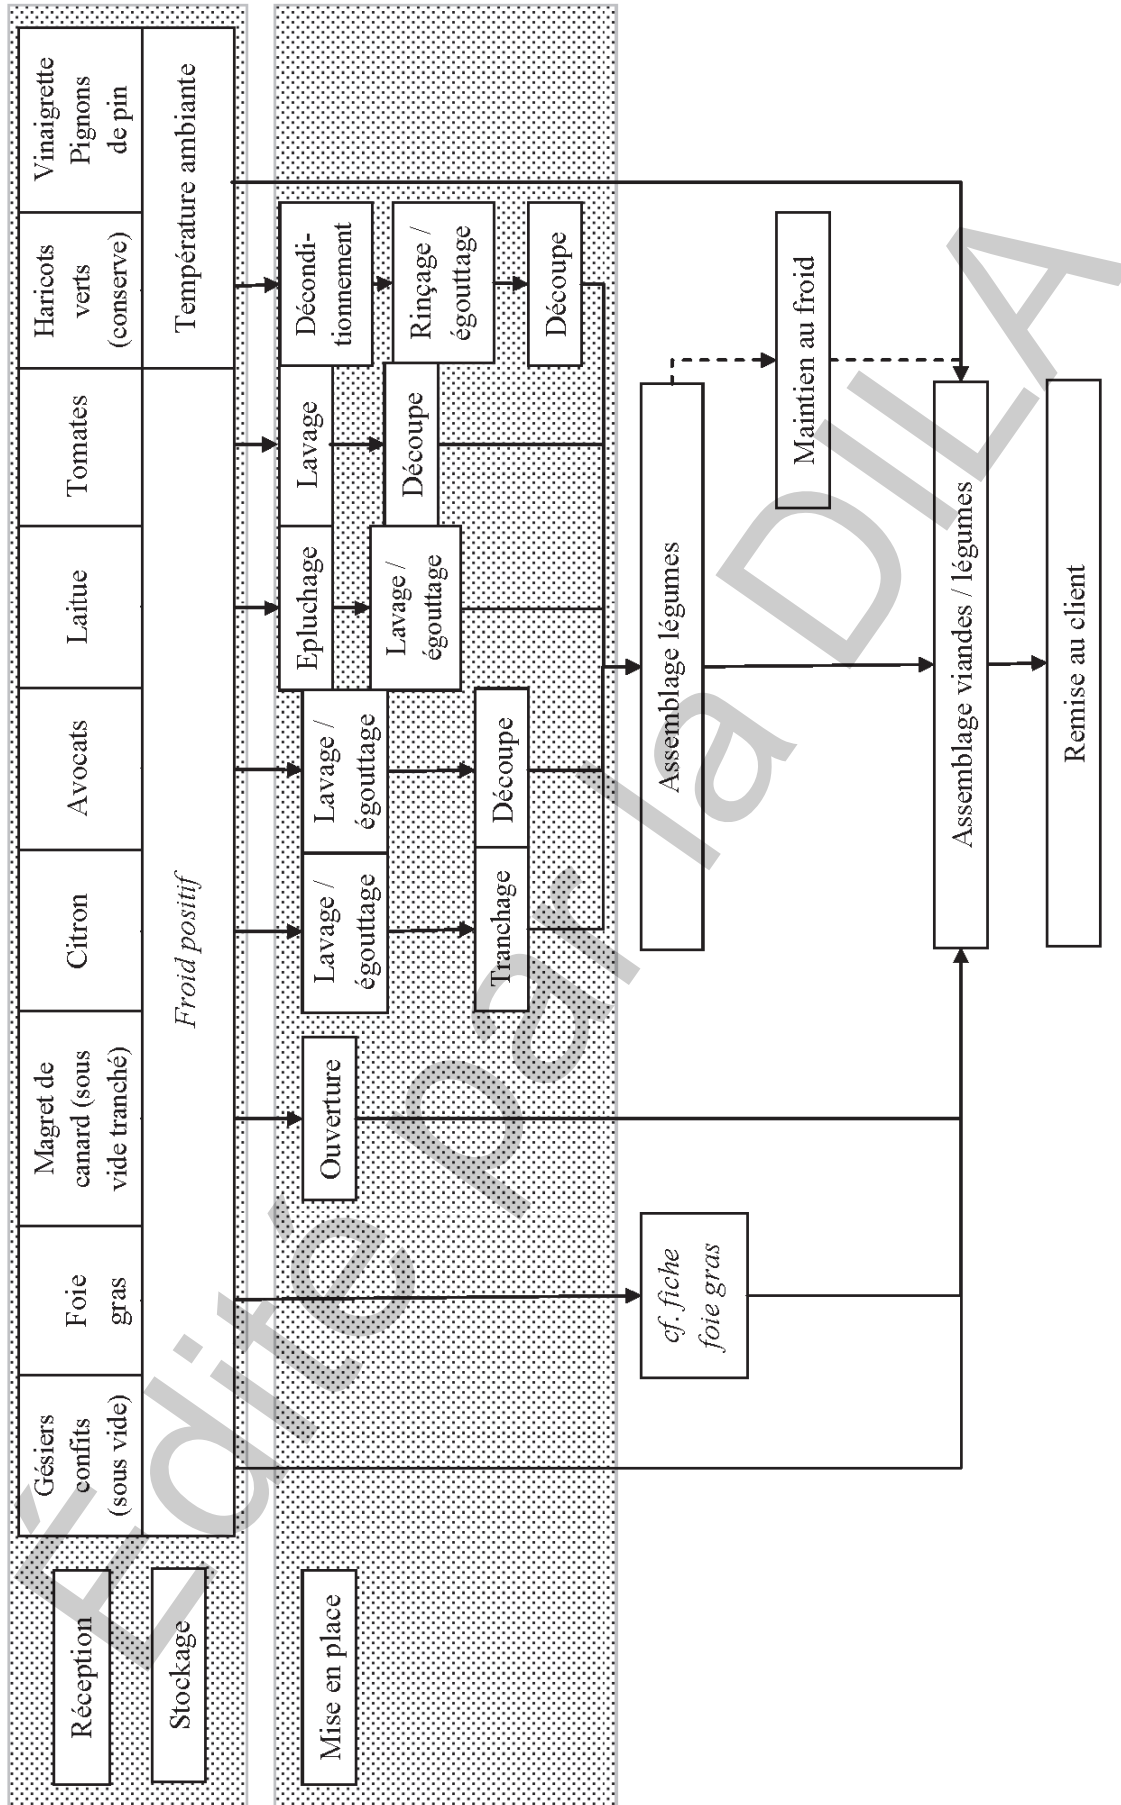 Réception
Gésiers
confits
(sous vide)
Foie
gras
Magret de
canard (sous
vide tranché)
Citron
Avocats
Laitue
Tomates
Haricots
verts
(conserve)
Vinaigrette
Pignons
de pin
Stockage
Froid positif
Température ambiante
Mise en place
Ouverture
Lavage /
égouttage
Lavage /
égouttage
Epluchage
Lavage
Décondi-
tionnement
Lavage /
égouttage
Découpe
Rinçage /
égouttage
Tranchage
Découpe
Découpe
cf. fiche
foie gras
Assemblage légumes
Maintien au froid
Assemblage viandes / légumes
Remise au client
Édité par la DILA